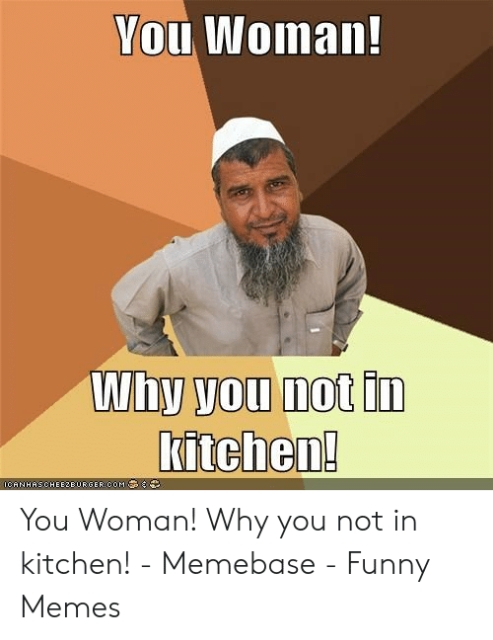 You Woman!
Why you not in
kitchen!
ICANHASCHEEZBURGER.COM
You Woman! Why you not in
kitchen! - Memebase - Funny
Memes